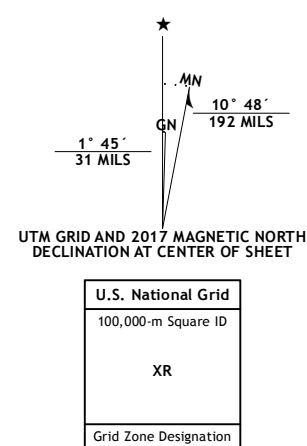 ★
MN
GN
10° 48´
192 MILS
1° 45´
31 MILS
UTM GRID AND 2017 MAGNETIC NORTH
DECLINATION AT CENTER OF SHEET
U.S. National Grid
100,000-m Square ID
XR
Grid Zone Designation